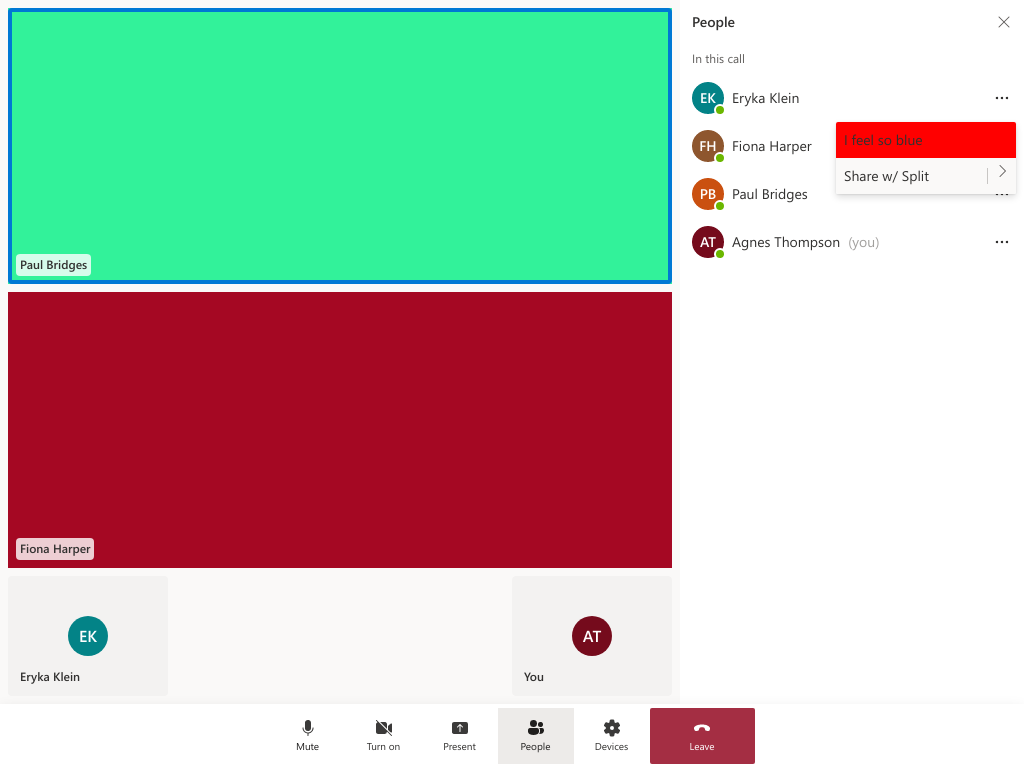 Paul Bridges
Fiona Harper
EK
Eryka Klein
AT
You
People
In this call
EK Eryka Klein
FH Fiona Harper
I feel so blue
Share w/ Split
PB Paul Bridges
AT Agnes Thompson (you)
Mute
Turn on
Present
People
Devices
Leave